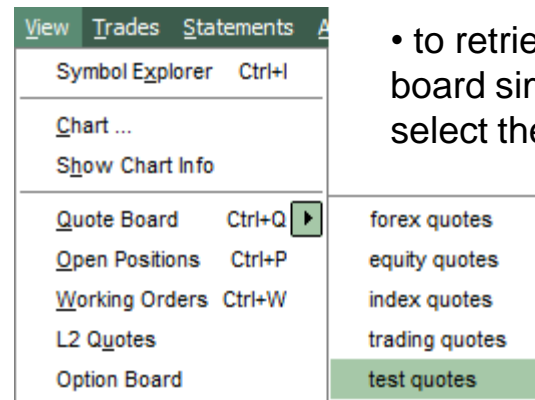 View Trades Statements
• to retrie
board sin
select the
Symbol Explorer Ctrl+I
Chart ...
Show Chart Info
Quote Board Ctrl+Q
Open Positions Ctrl+P
Working Orders Ctrl+W
L2 Quotes
Option Board
forex quotes
equity quotes
index quotes
trading quotes
test quotes